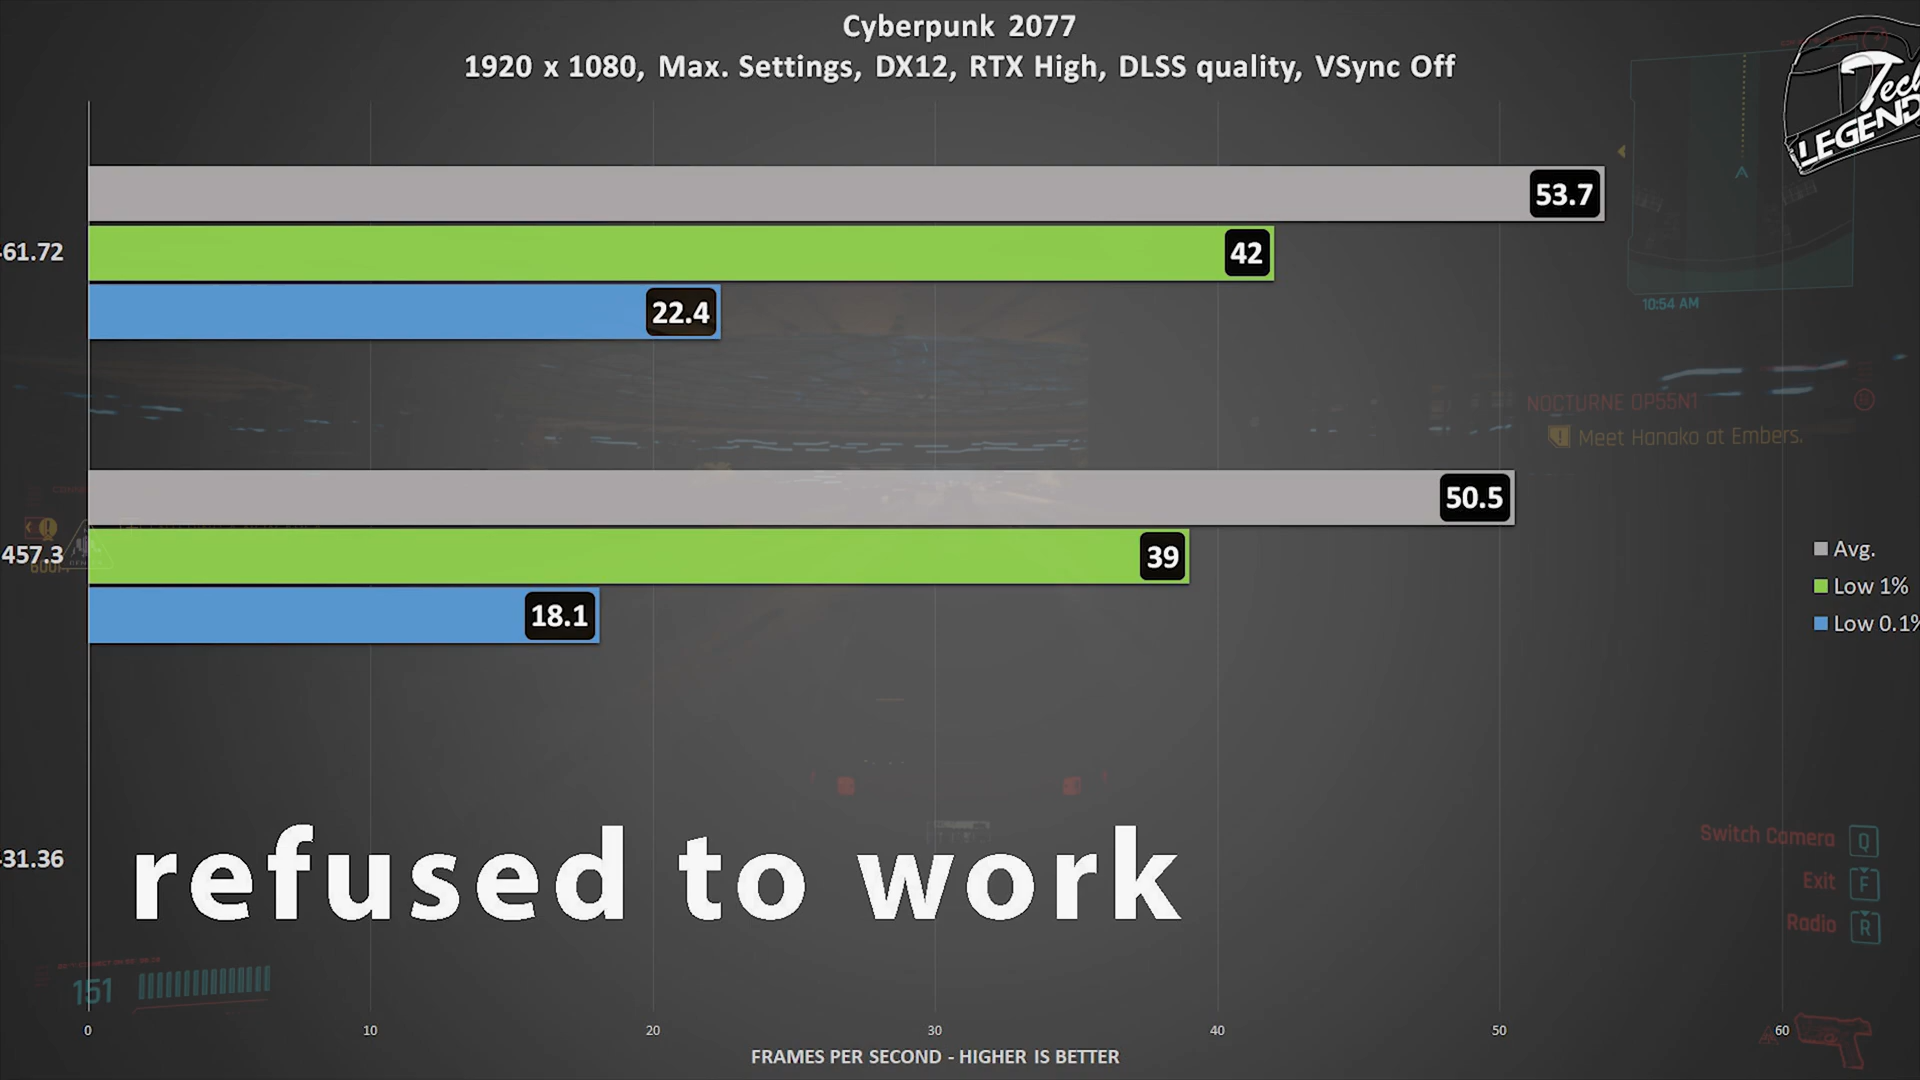 Cyberpunk 2077
1920 x 1080, Max. Settings, DX12, RTX High, DLSS quality, VSync Off
Tech
LEGEND
53.7
61.72
42
22.4
10:54 AM
NOCTURNE OP55N1
Meet Hanako at Embers.
50.5
457.3
39
18.1
Avg.
Low 1%
Low 0.1%
31.36
refused to work
Switch Camera Q
Exit F
Radio R
151
0 10 20 30 40 50 60
FRAMES PER SECOND - HIGHER IS BETTER